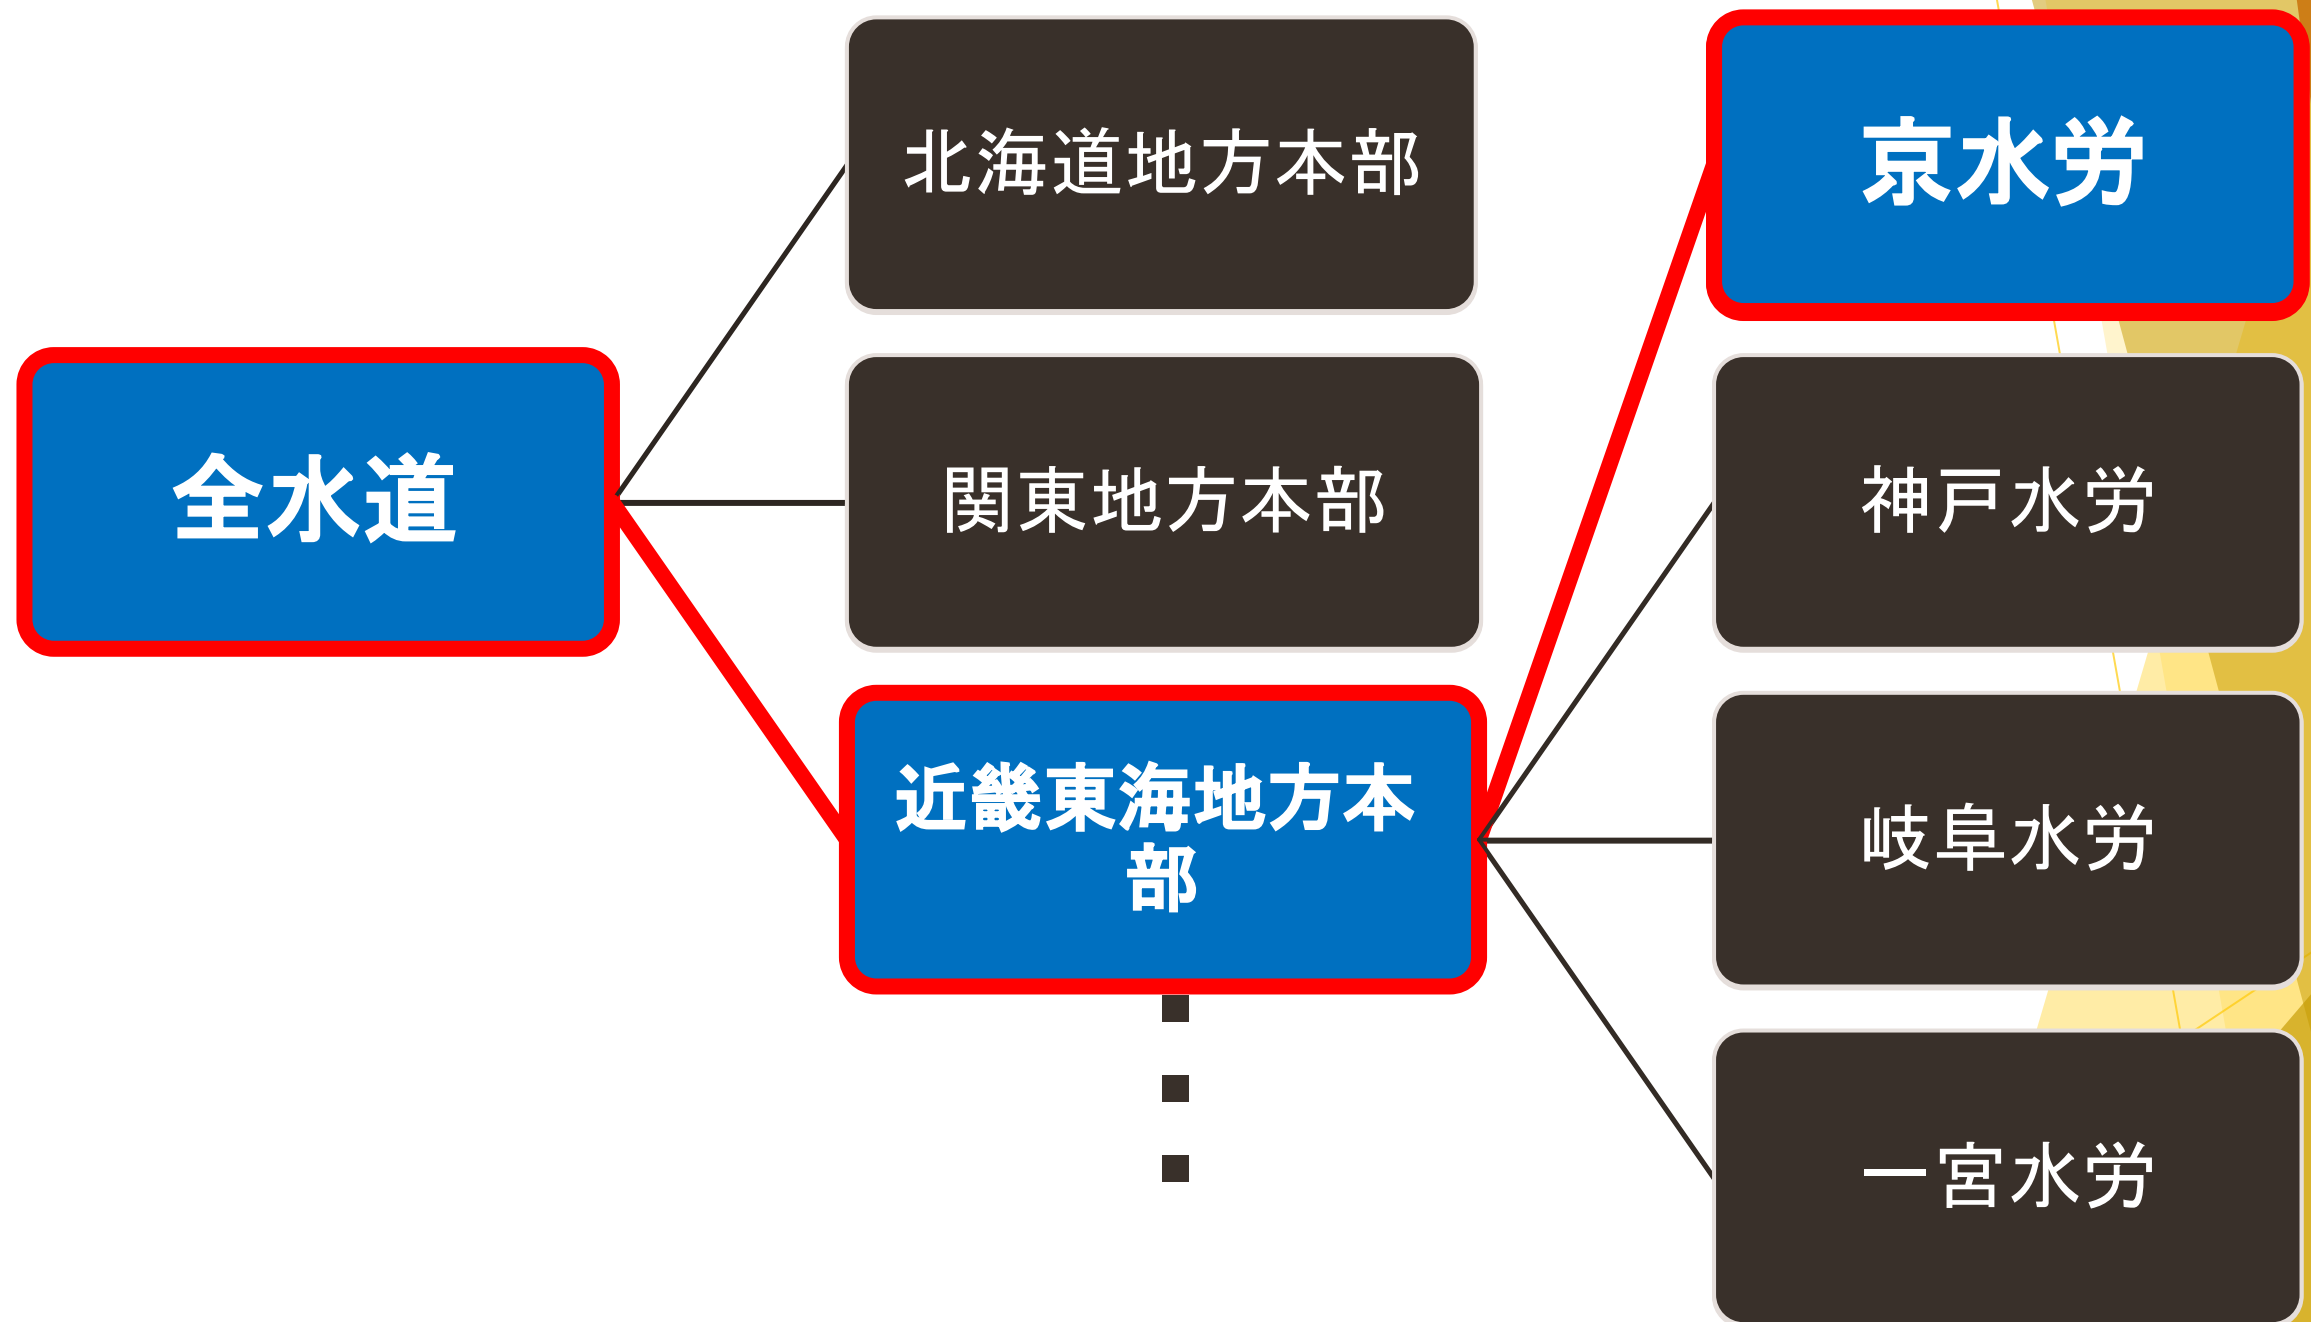 全水道
北海道地方本部
関東地方本部
近畿東海地方本
部
京水労
神戸水労
岐阜水労
一宮水労